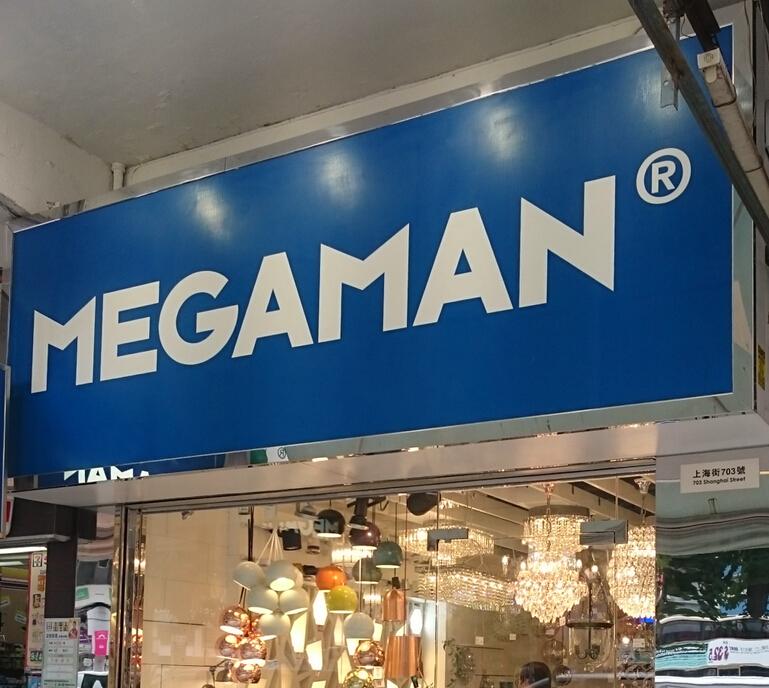 MEGAMAN®
上海街703號
703 Shanghai Street